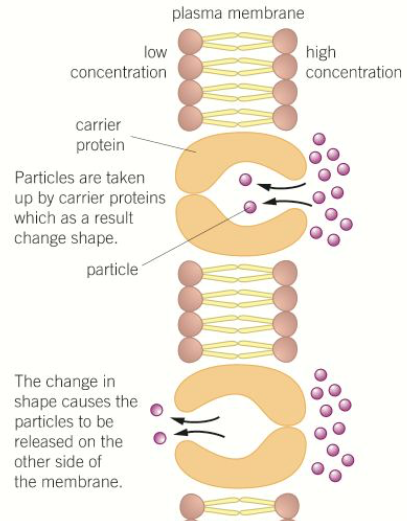 plasma membrane
low
concentration
high
concentration
carrier
protein
Particles are taken
up by carrier proteins
which as a result
change shape.
particle
The change in
shape causes the
particles to be
released on the
other side of
the membrane.